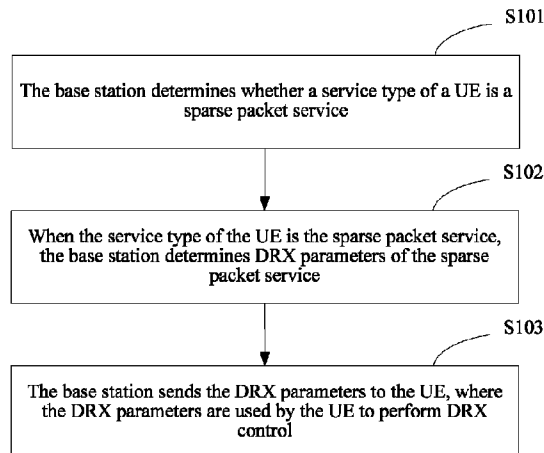 S101
The base station determines whether a service type of a UE is a
sparse packet service
S102
When the service type of the UE is the sparse packet service,
the base station determines DRX parameters of the sparse
packet service
S103
The base station sends the DRX parameters to the UE, where
the DRX parameters are used by the UE to perform DRX
control